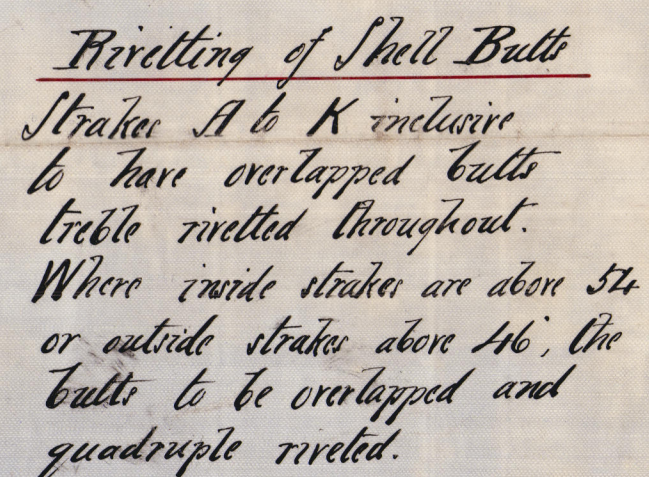 Rivetting of Shell Butts
Strakes A to K inclusive
to have overlapped butts
treble rivetted throughout.
Where inside strakes are above 54
or outside strakes above 46, the
butts to be overlapped and
quadruple riveted.